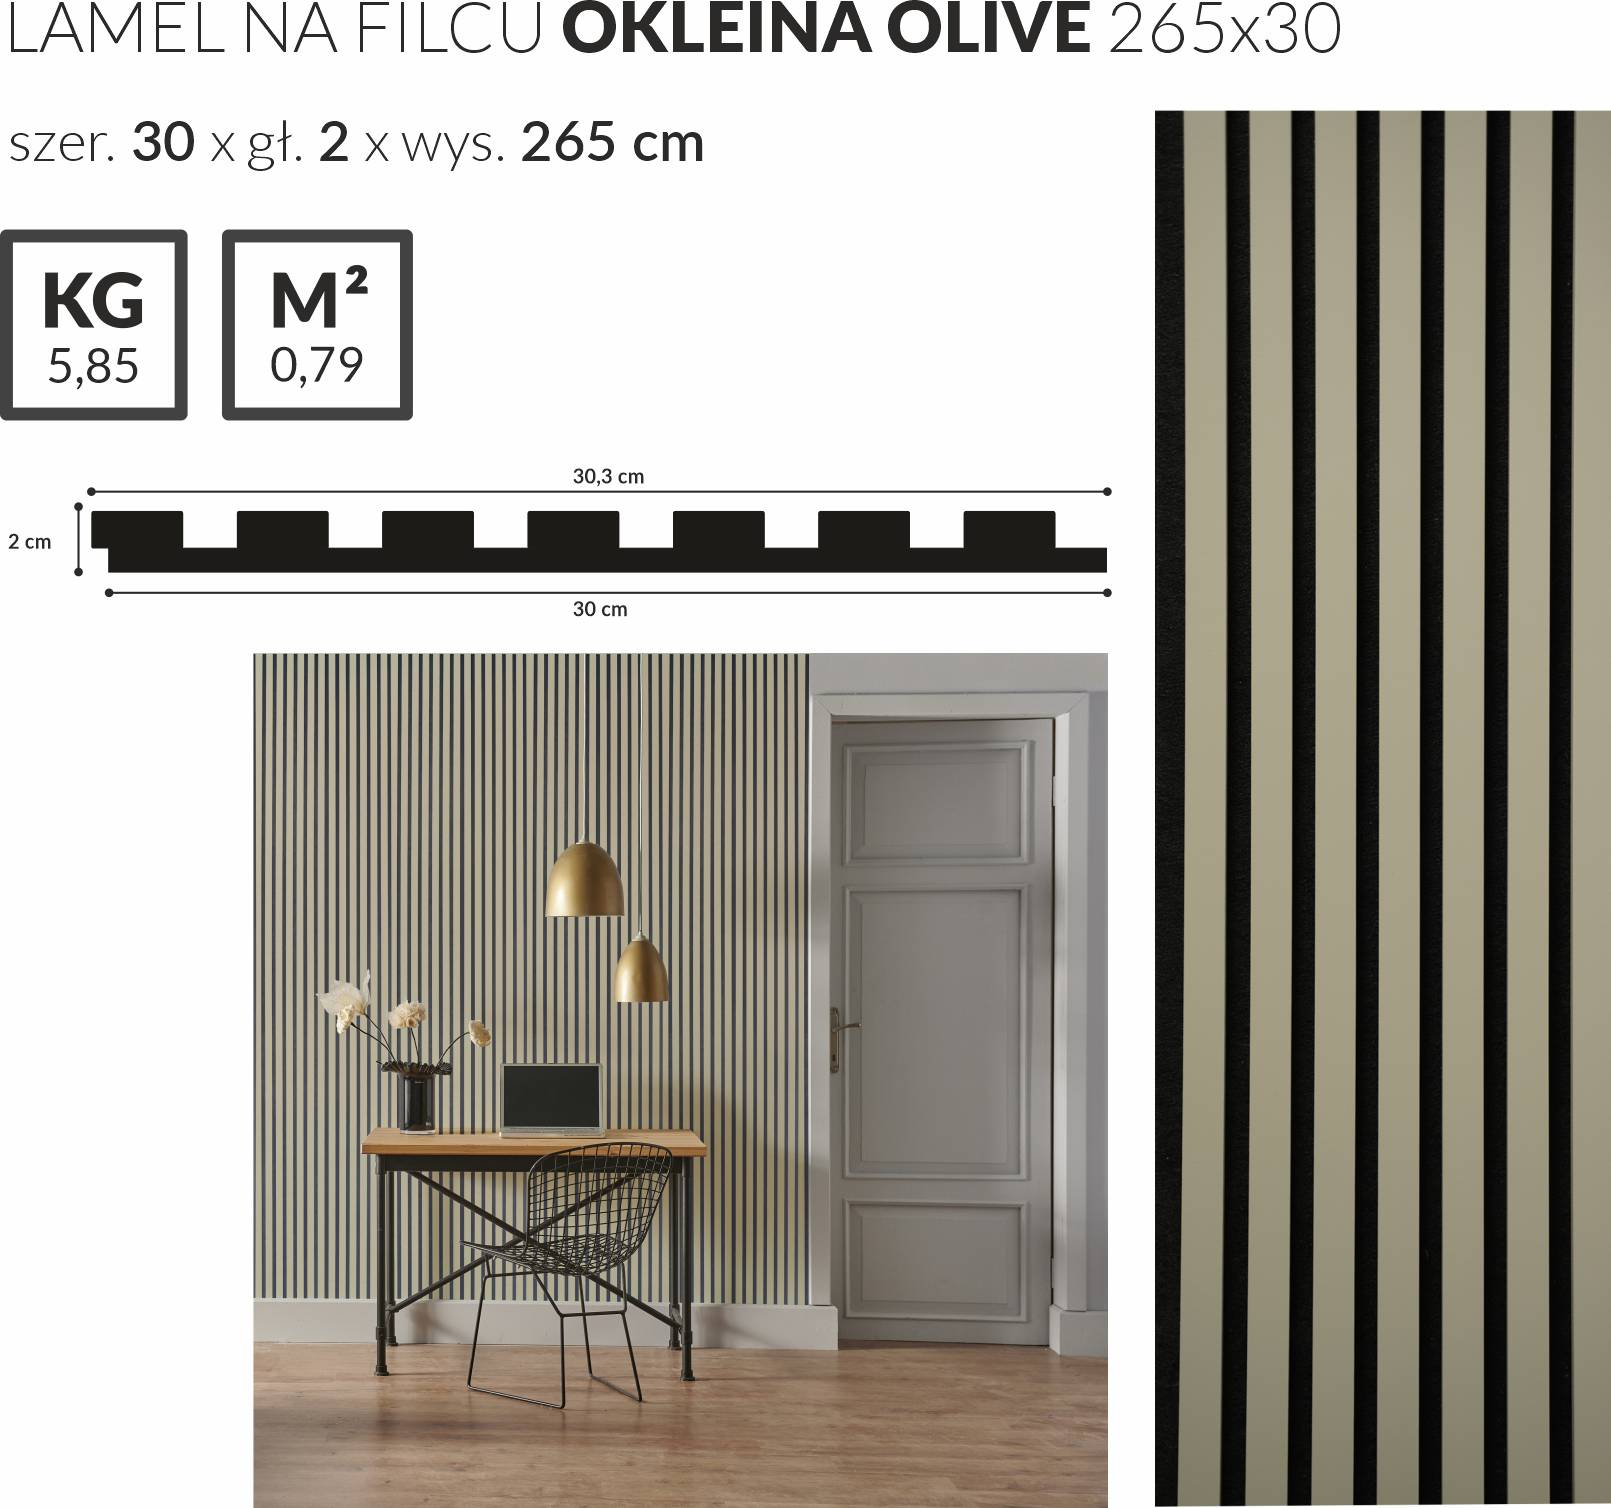 LAMEL NA FILCU OKLEINA OLIVE 265x30
szer. 30 x gł. 2 x wys. 265 cm
KG
5,85
M²
0,79
30,3 cm
2 cm
30 cm